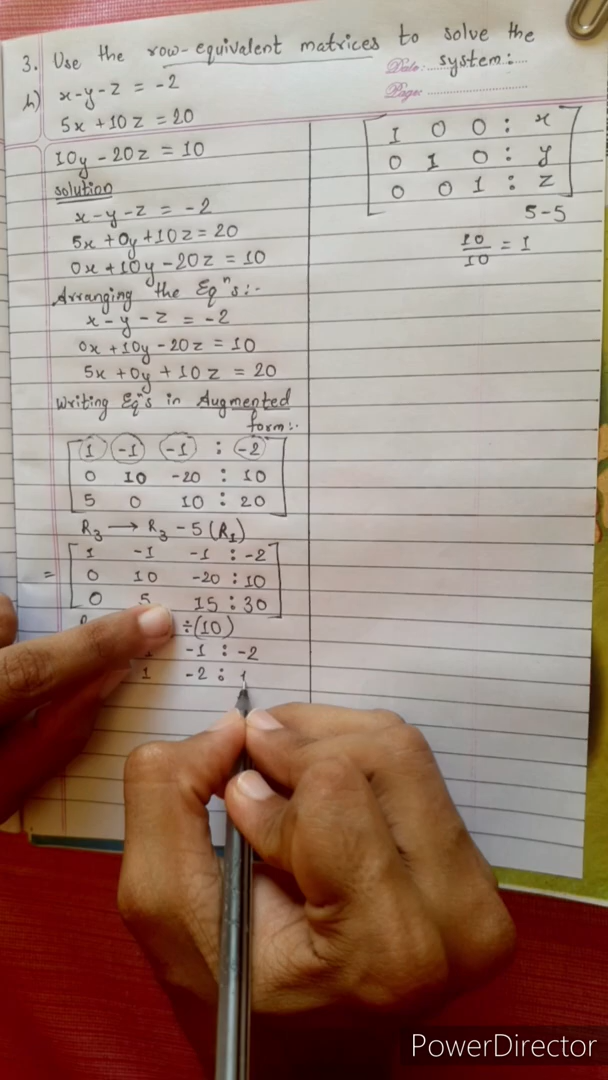 3. Use the row-equivalent matrices to solve the
system:
Date:
Page:
h) x-y-z = -2
5x + 10z = 20
10y - 20z = 10
solution
x-y-z = -2
5x + 0y + 10z = 20
0x + 10y - 20z = 10
Arranging the Eqⁿs:-
x - y - z = -2
0x + 10y - 20z = 10
5x + 0y + 10z = 20
Writing Eqⁿs in Augmented
form:-
1 -1 -1 : -2
0 10 -20 : 10
5 0 10 : 20
R₃ → R₃ - 5(R₁)
= 1 -1 -1 : -2
0 10 -20 : 10
0 5 15 : 30
÷(10)
-1 : -2
1 -2 : 1
1 0 0 : x
0 1 0 : y
0 0 1 : z
5-5
10/10 = 1
PowerDirector